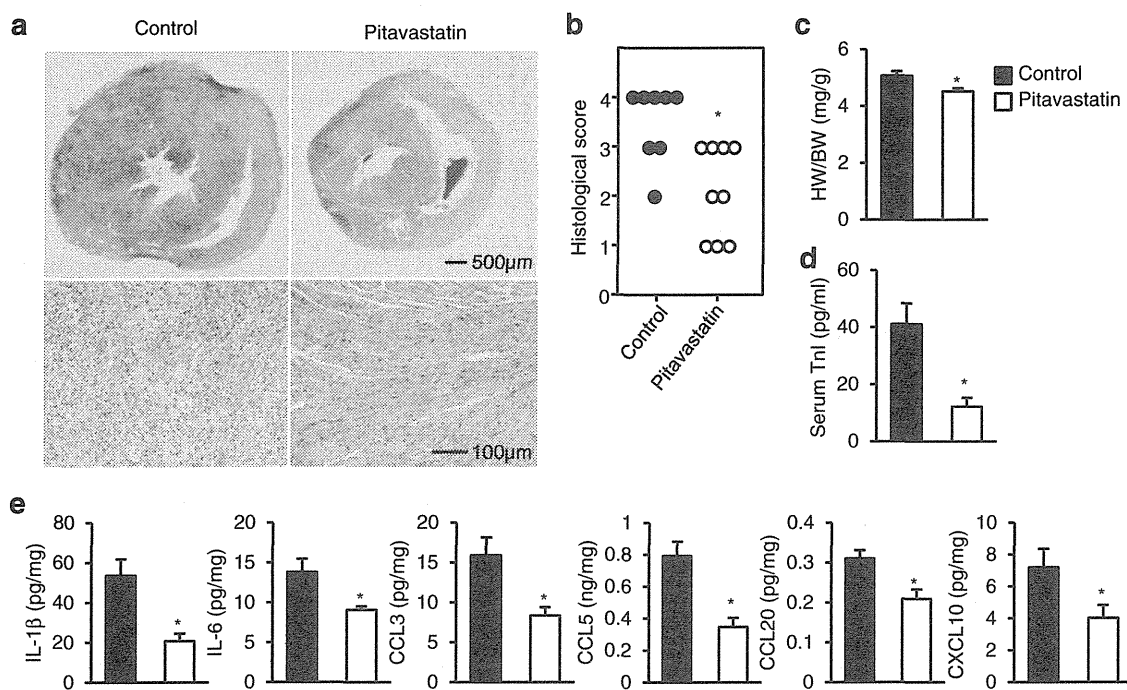 a
Control
Pitavastatin
500μm
100μm
b
Histological score
4
3
2
1
0
*
Control
Pitavastatin
c
HW/BW (mg/g)
6
4
2
0
*
Control
Pitavastatin
d
Serum TnI (pg/ml)
60
40
20
0
*
e
IL-1β (pg/mg)
80
60
40
20
0
*
IL-6 (pg/mg)
20
15
10
5
0
*
CCL3 (pg/mg)
20
15
10
5
0
*
CCL5 (ng/mg)
1
0.8
0.6
0.4
0.2
0
*
CCL20 (pg/mg)
0.4
0.3
0.2
0.1
0
*
CXCL10 (pg/mg)
10
8
6
4
2
0
*